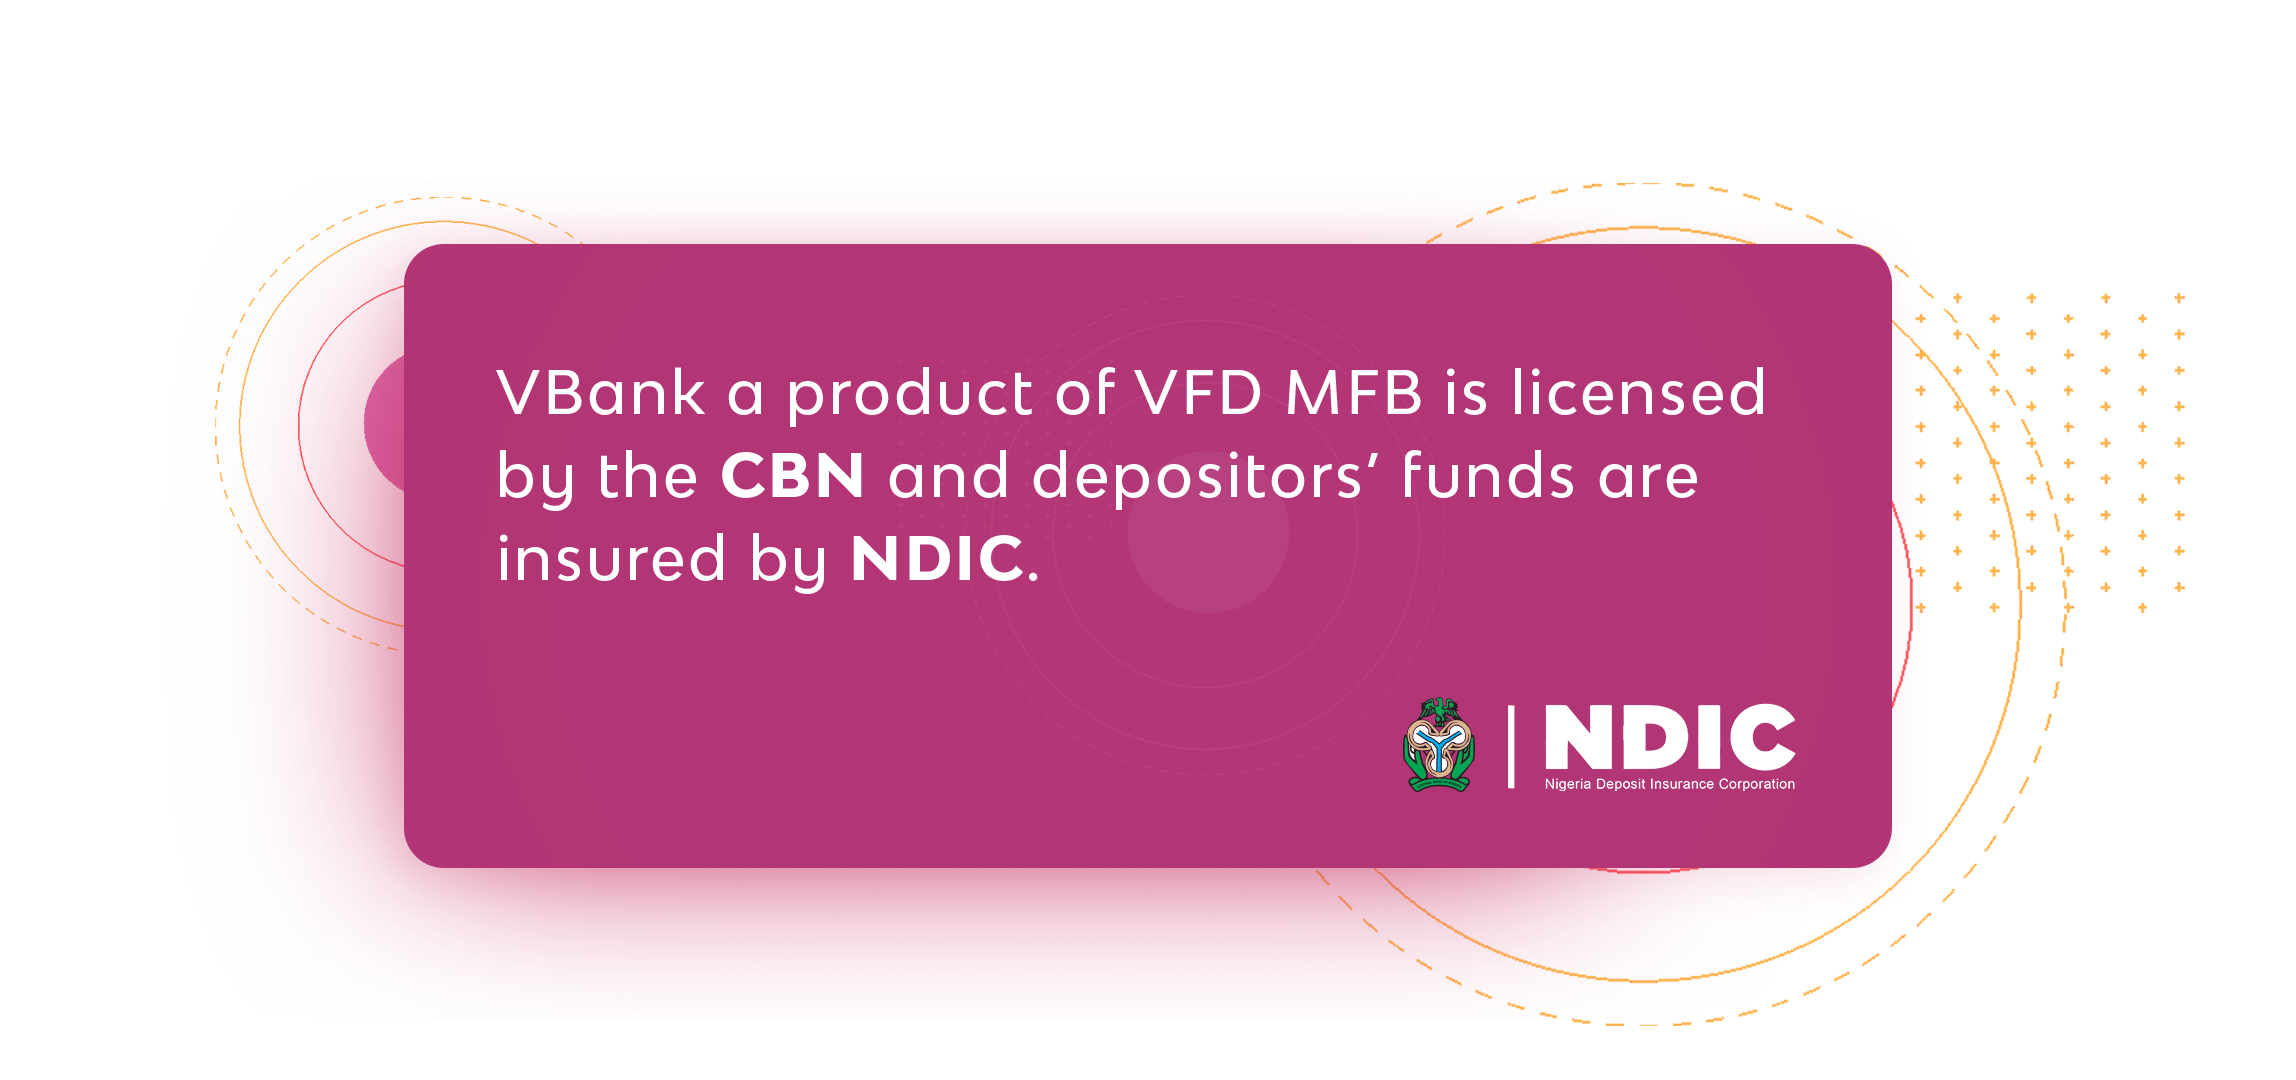 VBank a product of VFD MFB is licensed
by the CBN and depositors’ funds are
insured by NDIC.
NDIC
Nigeria Deposit Insurance Corporation